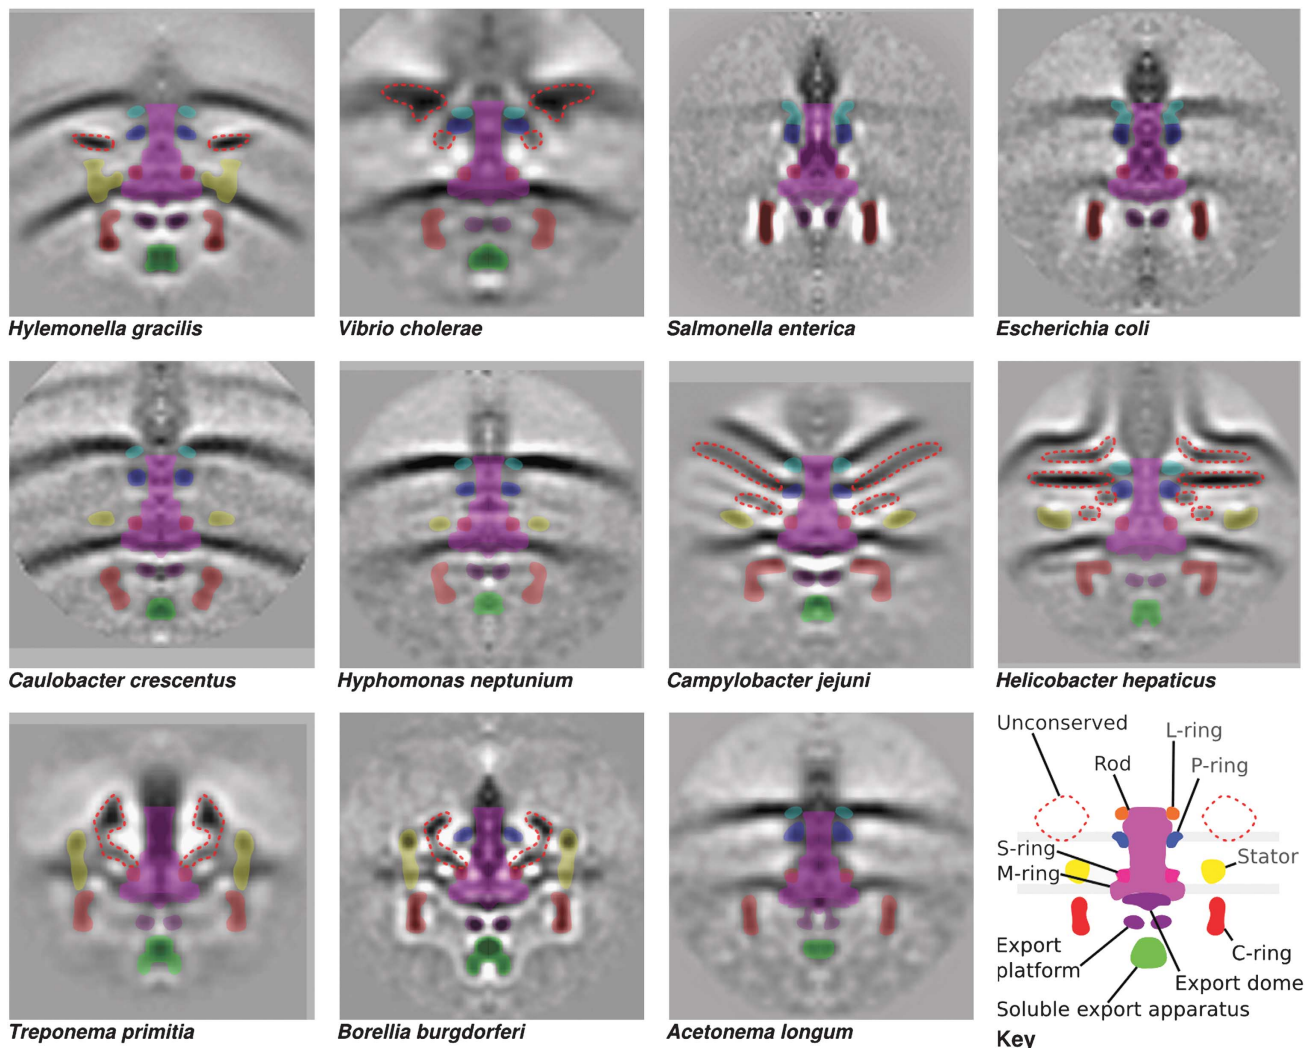 Hylemonella gracilis
Vibrio cholerae
Salmonella enterica
Escherichia coli
Caulobacter crescentus
Hyphomonas neptunium
Campylobacter jejuni
Helicobacter hepaticus
Unconserved
L-ring
Rod
P-ring
S-ring
Stator
M-ring
Export
platform
C-ring
Export dome
Soluble export apparatus
Treponema primitia
Borellia burgdorferi
Acetonema longum
Key